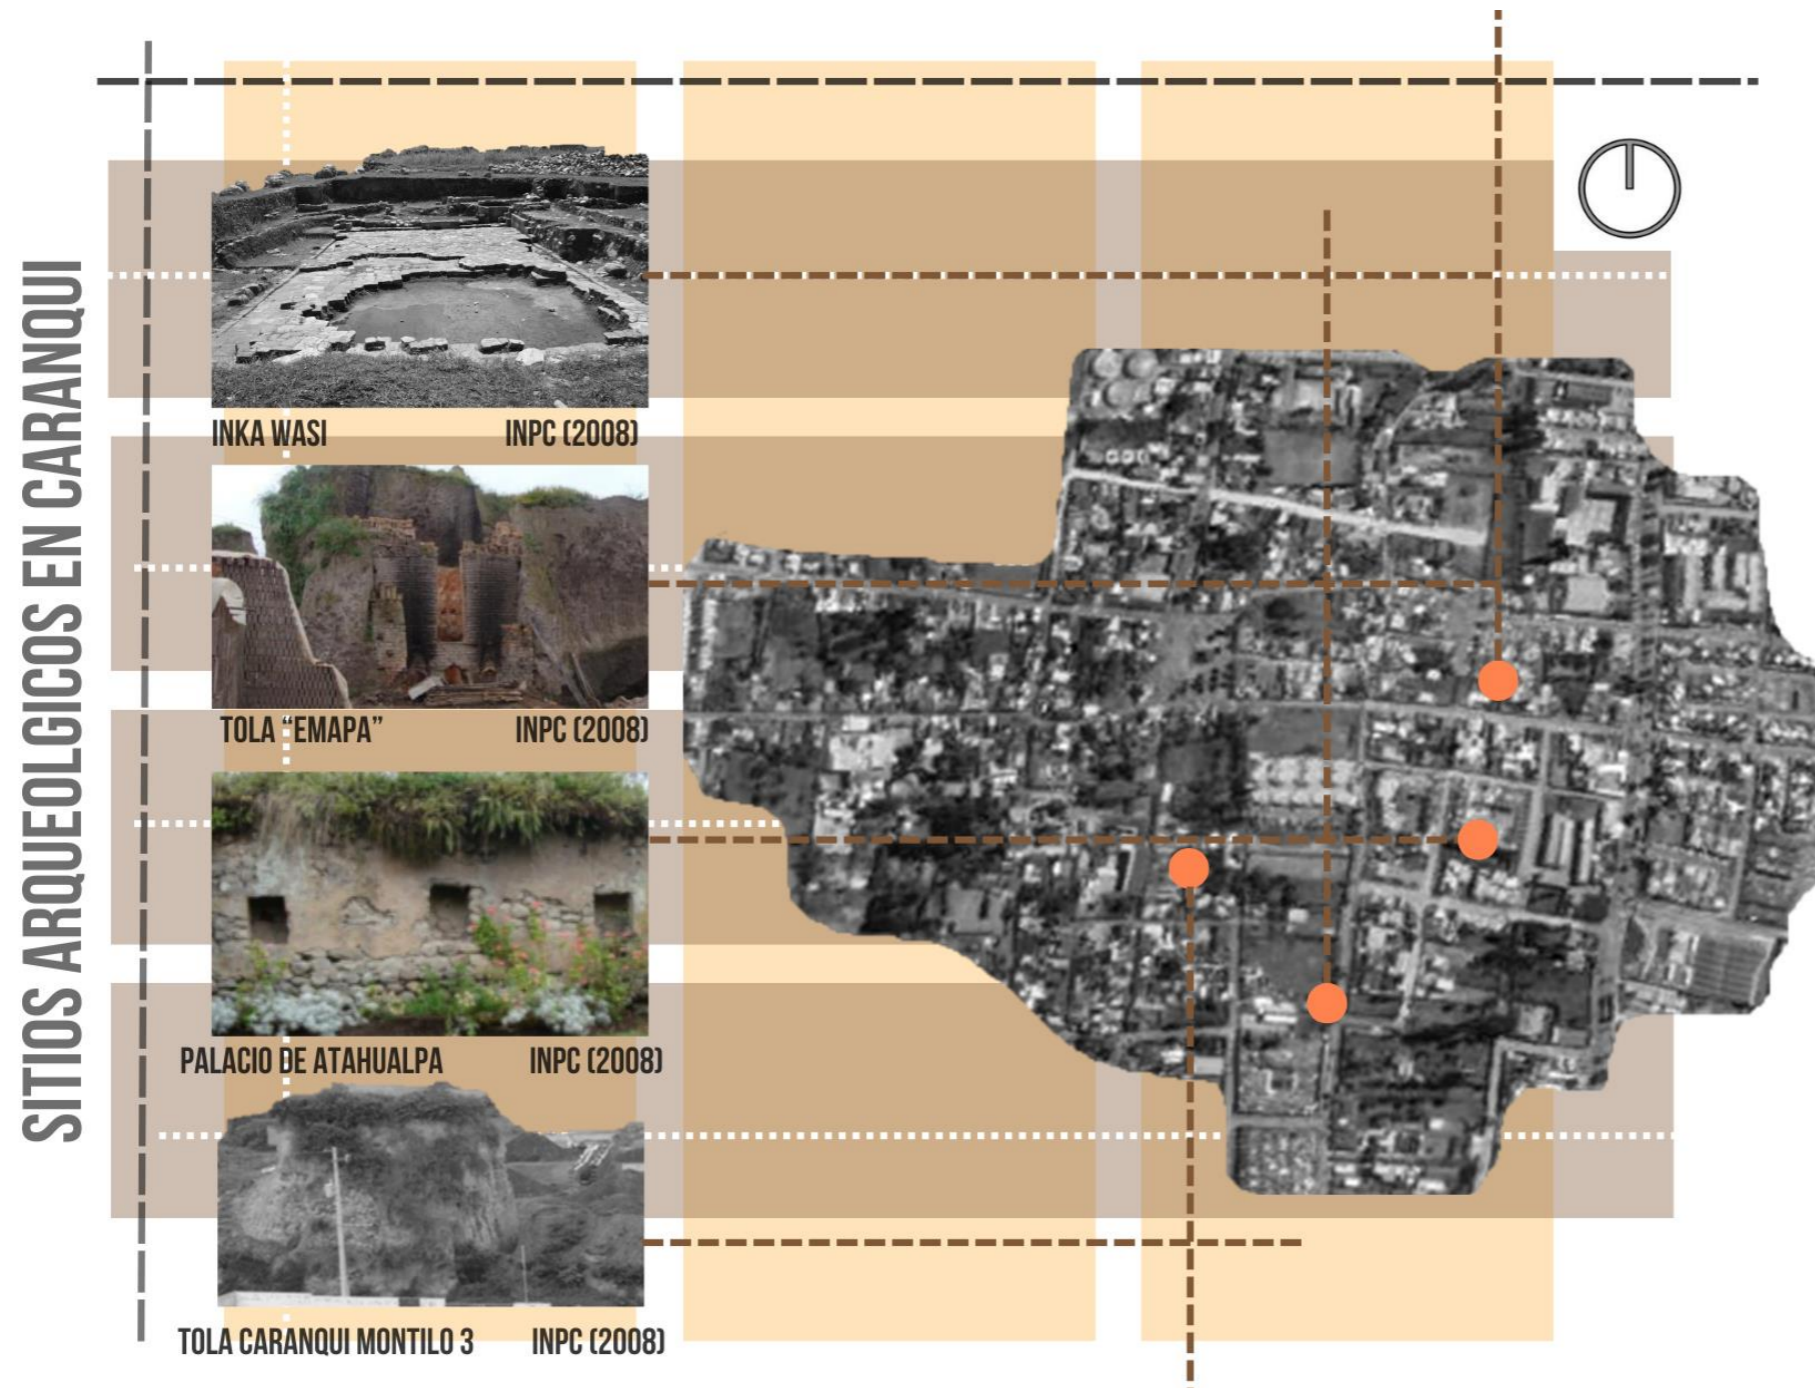 SITIOS ARQUEOLGICOS EN CARANQUI
INKA WASI INPC (2008)
TOLA “EMAPA” INPC (2008)
PALACIO DE ATAHUALPA INPC (2008)
TOLA CARANQUI MONTILO 3 INPC (2008)